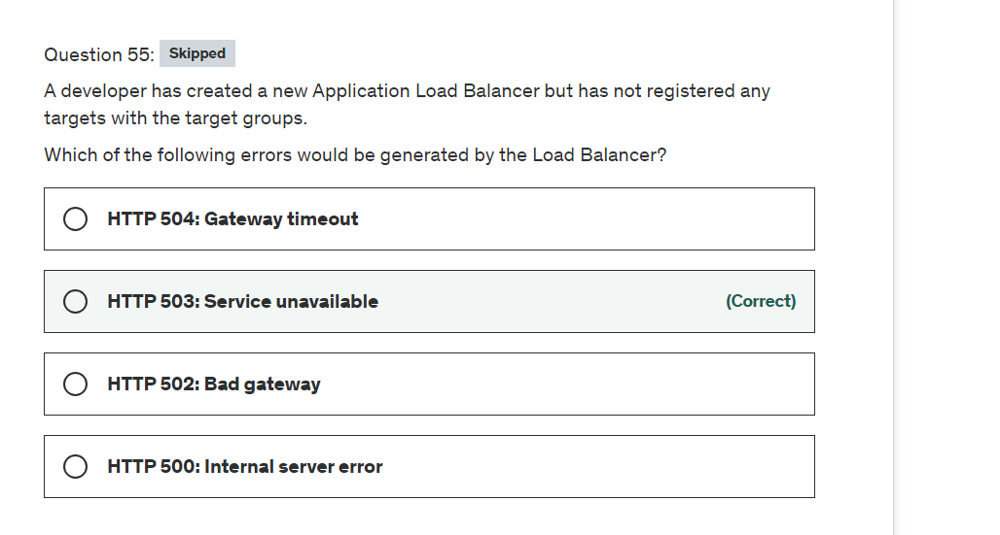 Question 55: Skipped
A developer has created a new Application Load Balancer but has not registered any
targets with the target groups.
Which of the following errors would be generated by the Load Balancer?
HTTP 504: Gateway timeout
HTTP 503: Service unavailable (Correct)
HTTP 502: Bad gateway
HTTP 500: Internal server error